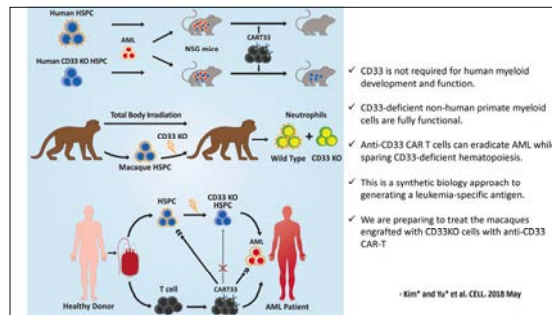 Human HSPC
AML
Human CD33 KO HSPC
NSG mice
CART33
Total Body Irradiation
CD33 KO
Macaque HSPC
Neutrophils
Wild Type
CD33 KO
HSPC
CD33 KO
HSPC
AML
T cell
CART33
Healthy Donor
AML Patient
✓ CD33 is not required for human myeloid
development and function.
✓ CD33-deficient non-human primate myeloid
cells are fully functional.
✓ Anti-CD33 CAR T cells can eradicate AML while
sparing CD33-deficient hematopoiesis.
✓ This is a synthetic biology approach to
generating a leukemia-specific antigen.
✓ We are preparing to treat the macaques
engrafted with CD33KO cells with anti-CD33
CAR-T
- Kim* and Yu* et al. CELL. 2018 May